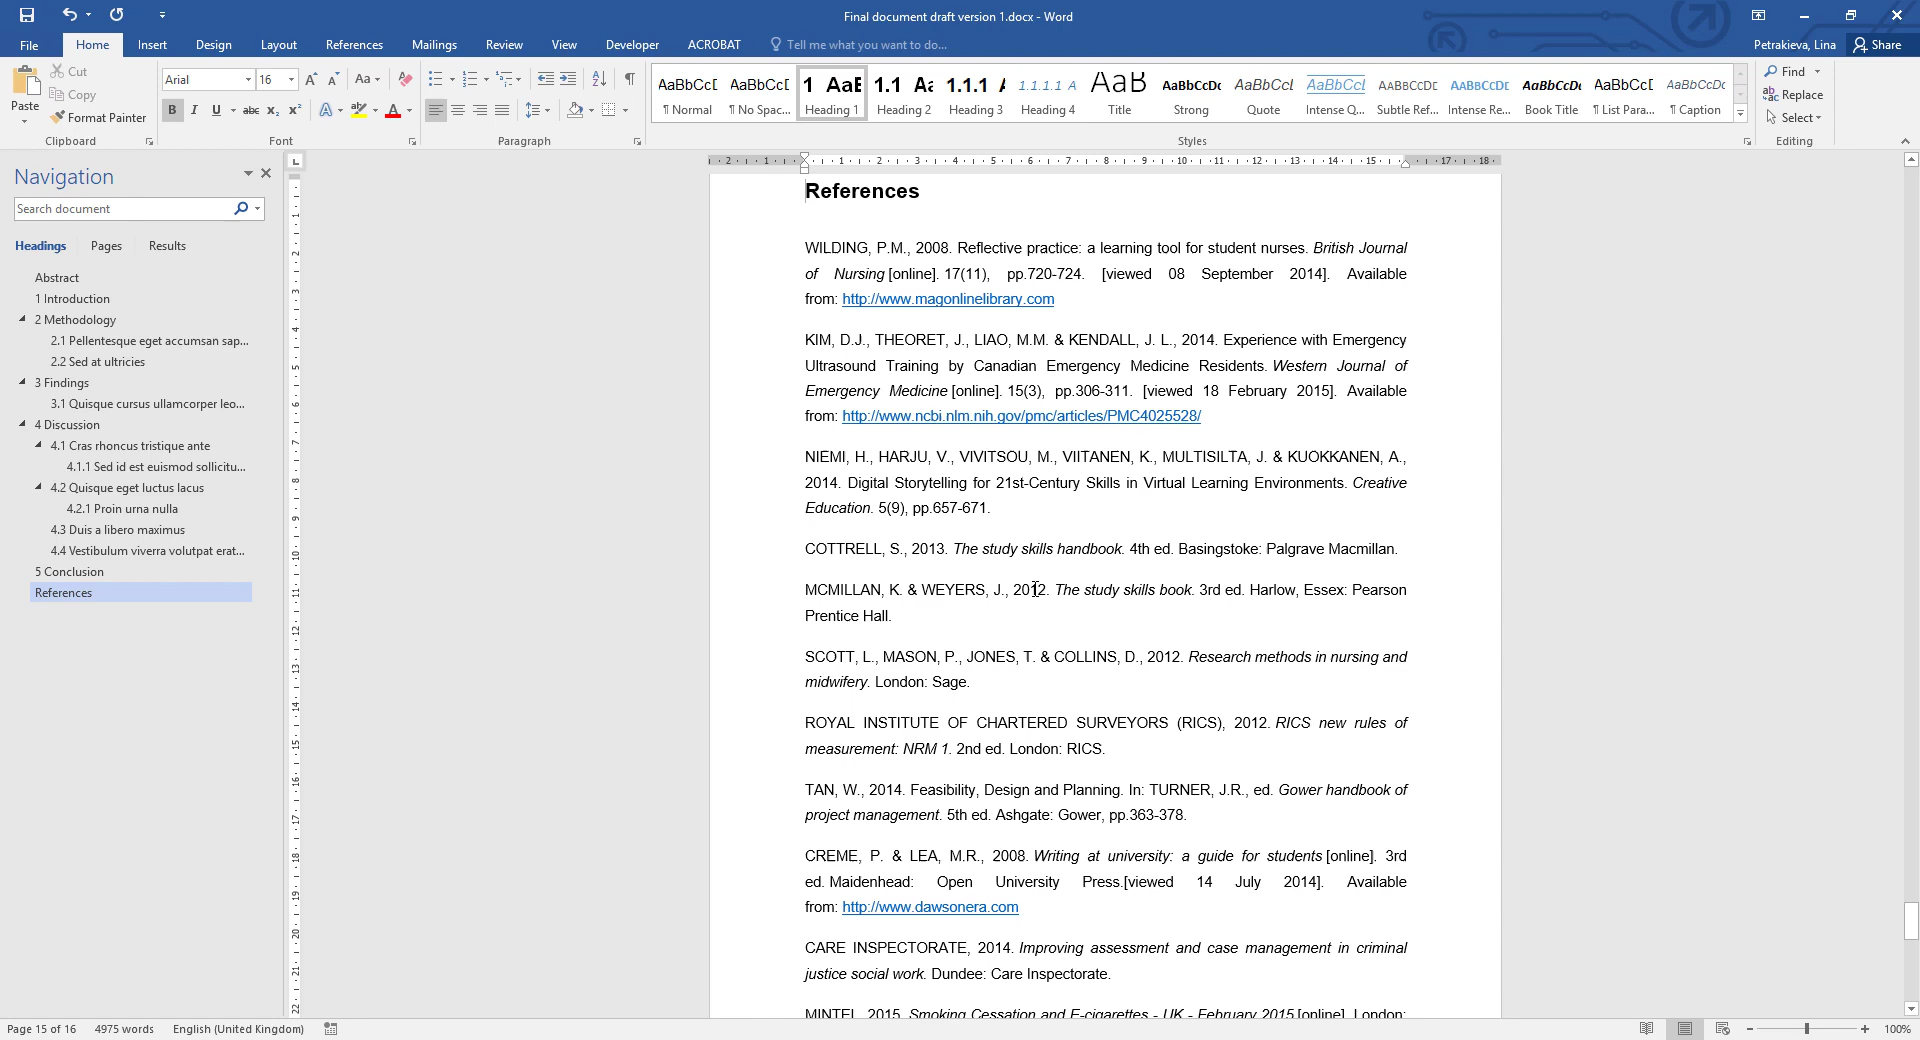 Final document draft version 1.docx - Word
File Home Insert Design Layout References Mailings Review View Developer ACROBAT Tell me what you want to do... Petrakieva, Lina Share
Paste
Cut
Copy
Format Painter
Clipboard
Arial 16
Font
Paragraph
AaBbCcI AaBbCcI 1 AaE 1.1 Aa 1.1.1 A 1.1.1.1 A AaB AaBbCcDc AaBbCcI AaBbCcI AABBCCDE AABBCCDE AaBbCcDc AaBbCcI AaBbCcDc
¶ Normal ¶ No Spac... Heading 1 Heading 2 Heading 3 Heading 4 Title Strong Quote Intense Q... Subtle Ref... Intense Re... Book Title ¶ List Para... ¶ Caption
Styles
Find
Replace
Select
Editing
Navigation
Search document
Headings Pages Results
Abstract
1 Introduction
2 Methodology
2.1 Pellentesque eget accumsan sap...
2.2 Sed at ultricies
3 Findings
3.1 Quisque cursus ullamcorper leo...
4 Discussion
4.1 Cras rhoncus tristique ante
4.1.1 Sed id est euismod sollicitu...
4.2 Quisque eget luctus lacus
4.2.1 Proin urna nulla
4.3 Duis a libero maximus
4.4 Vestibulum viverra volutpat erat...
5 Conclusion
References
References
WILDING, P.M., 2008. Reflective practice: a learning tool for student nurses. British Journal
of Nursing [online]. 17(11), pp.720-724. [viewed 08 September 2014]. Available
from: http://www.magonlinelibrary.com
KIM, D.J., THEORET, J., LIAO, M.M. & KENDALL, J. L., 2014. Experience with Emergency
Ultrasound Training by Canadian Emergency Medicine Residents. Western Journal of
Emergency Medicine [online]. 15(3), pp.306-311. [viewed 18 February 2015]. Available
from: http://www.ncbi.nlm.nih.gov/pmc/articles/PMC4025528/
NIEMI, H., HARJU, V., VIVITSOU, M., VIITANEN, K., MULTISILTA, J. & KUOKKANEN, A.,
2014. Digital Storytelling for 21st-Century Skills in Virtual Learning Environments. Creative
Education. 5(9), pp.657-671.
COTTRELL, S., 2013. The study skills handbook. 4th ed. Basingstoke: Palgrave Macmillan.
MCMILLAN, K. & WEYERS, J., 2012. The study skills book. 3rd ed. Harlow, Essex: Pearson
Prentice Hall.
SCOTT, L., MASON, P., JONES, T. & COLLINS, D., 2012. Research methods in nursing and
midwifery. London: Sage.
ROYAL INSTITUTE OF CHARTERED SURVEYORS (RICS), 2012. RICS new rules of
measurement: NRM 1. 2nd ed. London: RICS.
TAN, W., 2014. Feasibility, Design and Planning. In: TURNER, J.R., ed. Gower handbook of
project management. 5th ed. Ashgate: Gower, pp.363-378.
CREME, P. & LEA, M.R., 2008. Writing at university: a guide for students [online]. 3rd
ed. Maidenhead: Open University Press.[viewed 14 July 2014]. Available
from: http://www.dawsonera.com
CARE INSPECTORATE, 2014. Improving assessment and case management in criminal
justice social work. Dundee: Care Inspectorate.
MINTEL, 2015. Smoking Cessation and E-cigarettes - UK - February 2015 [online]. London:
Page 15 of 16 4975 words English (United Kingdom) 100%